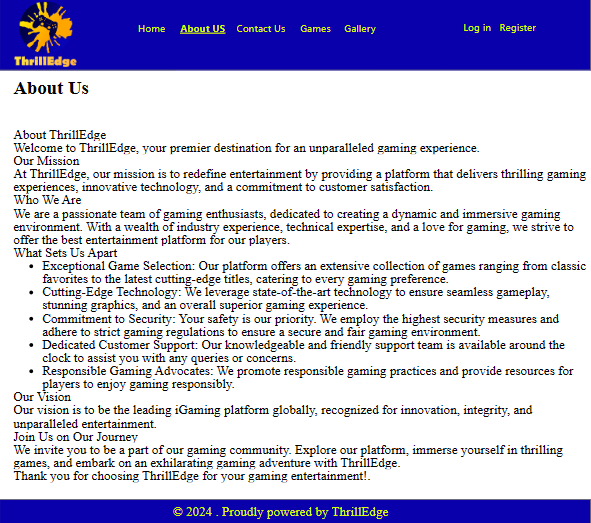 Home About US Contact Us Games Gallery Log in Register
ThrillEdge
About Us
About ThrillEdge
Welcome to ThrillEdge, your premier destination for an unparalleled gaming experience.
Our Mission
At ThrillEdge, our mission is to redefine entertainment by providing a platform that delivers thrilling gaming
experiences, innovative technology, and a commitment to customer satisfaction.
Who We Are
We are a passionate team of gaming enthusiasts, dedicated to creating a dynamic and immersive gaming
environment. With a wealth of industry experience, technical expertise, and a love for gaming, we strive to
offer the best entertainment platform for our players.
What Sets Us Apart
• Exceptional Game Selection: Our platform offers an extensive collection of games ranging from classic
favorites to the latest cutting-edge titles, catering to every gaming preference.
• Cutting-Edge Technology: We leverage state-of-the-art technology to ensure seamless gameplay,
stunning graphics, and an overall superior gaming experience.
• Commitment to Security: Your safety is our priority. We employ the highest security measures and
adhere to strict gaming regulations to ensure a secure and fair gaming environment.
• Dedicated Customer Support: Our knowledgeable and friendly support team is available around the
clock to assist you with any queries or concerns.
• Responsible Gaming Advocates: We promote responsible gaming practices and provide resources for
players to enjoy gaming responsibly.
Our Vision
Our vision is to be the leading iGaming platform globally, recognized for innovation, integrity, and
unparalleled entertainment.
Join Us on Our Journey
We invite you to be a part of our gaming community. Explore our platform, immerse yourself in thrilling
games, and embark on an exhilarating gaming adventure with ThrillEdge.
Thank you for choosing ThrillEdge for your gaming entertainment!.
© 2024 . Proudly powered by ThrillEdge